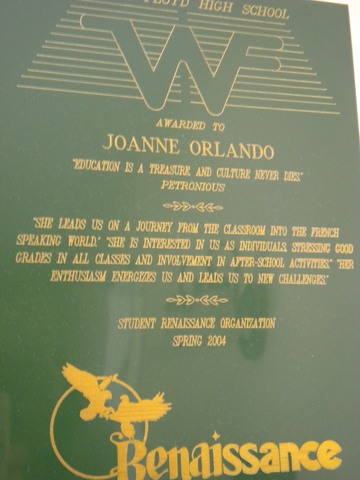 FLOYD HIGH SCHOOL
WF
AWARDED TO
JOANNE ORLANDO
"EDUCATION IS A TREASURE, AND CULTURE NEVER DIES."
PETRONIUS
"SHE LEADS US ON A JOURNEY FROM THE CLASSROOM INTO THE FRENCH
SPEAKING WORLD." "SHE IS INTERESTED IN US AS INDIVIDUALS, STRESSING GOOD
GRADES IN ALL CLASSES AND INVOLVEMENT IN AFTER-SCHOOL ACTIVITIES." "HER
ENTHUSIASM ENERGIZES US AND LEADS US TO NEW CHALLENGES."
STUDENT RENAISSANCE ORGANIZATION
SPRING 2004
Renaissance